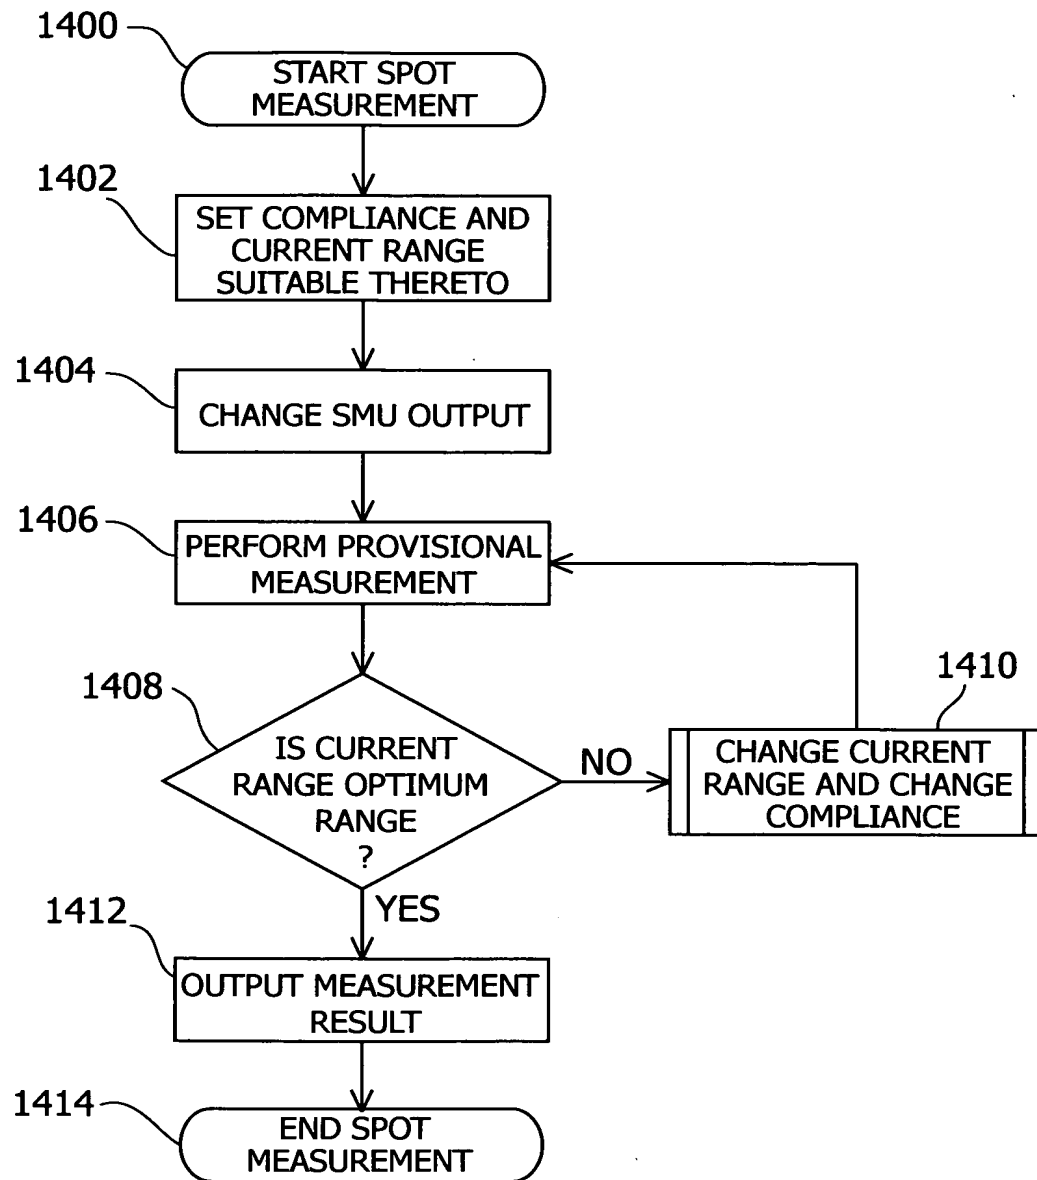 1400
START SPOT
MEASUREMENT
1402
SET COMPLIANCE AND
CURRENT RANGE
SUITABLE THERETO
1404
CHANGE SMU OUTPUT
1406
PERFORM PROVISIONAL
MEASUREMENT
1408
IS CURRENT
RANGE OPTIMUM
RANGE
?
NO
1410
CHANGE CURRENT
RANGE AND CHANGE
COMPLIANCE
YES
1412
OUTPUT MEASUREMENT
RESULT
1414
END SPOT
MEASUREMENT